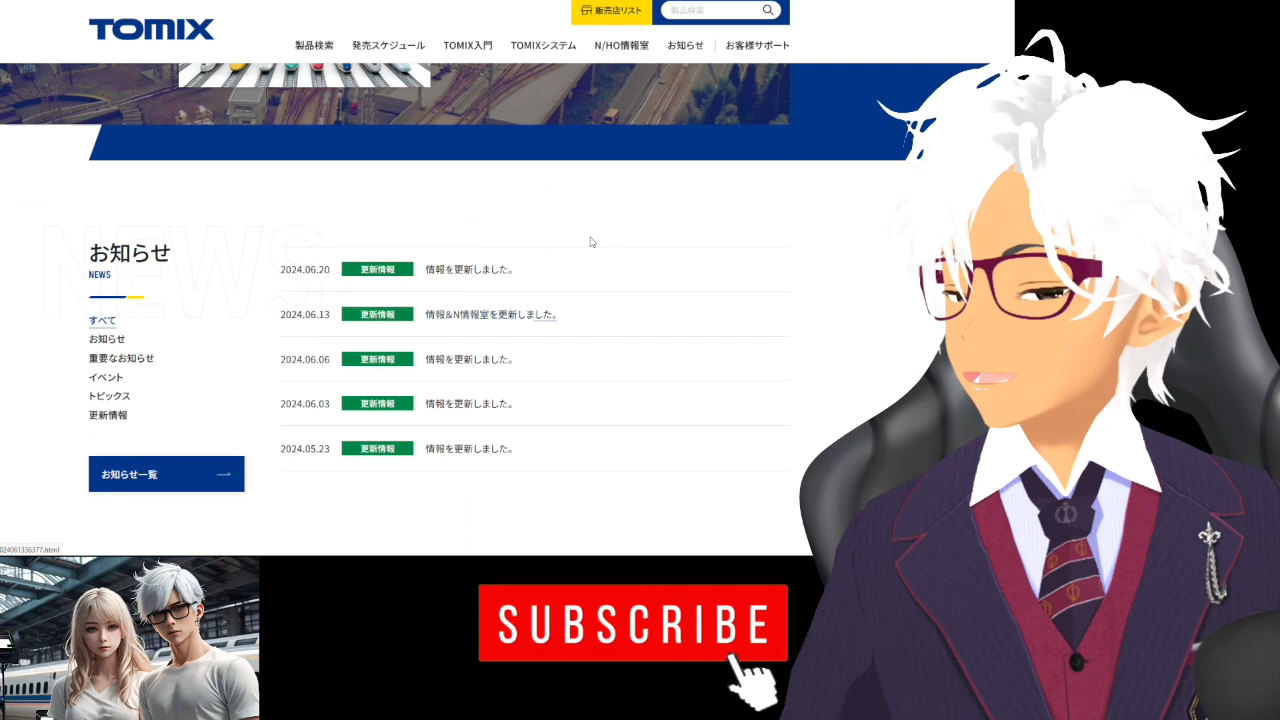 TOMIX
販売店リスト
製品検索
製品検索
発売スケジュール
TOMIX入門
TOMIXシステム
N/HO情報室
お知らせ
お客様サポート
NEWS
お知らせ
NEWS
すべて
お知らせ
重要なお知らせ
イベント
トピックス
更新情報
お知らせ一覧
2024.06.20 更新情報 情報を更新しました。
2024.06.13 更新情報 情報&N情報室を更新しました。
2024.06.06 更新情報 情報を更新しました。
2024.06.03 更新情報 情報を更新しました。
2024.05.23 更新情報 情報を更新しました。
024061336377.html
SUBSCRIBE